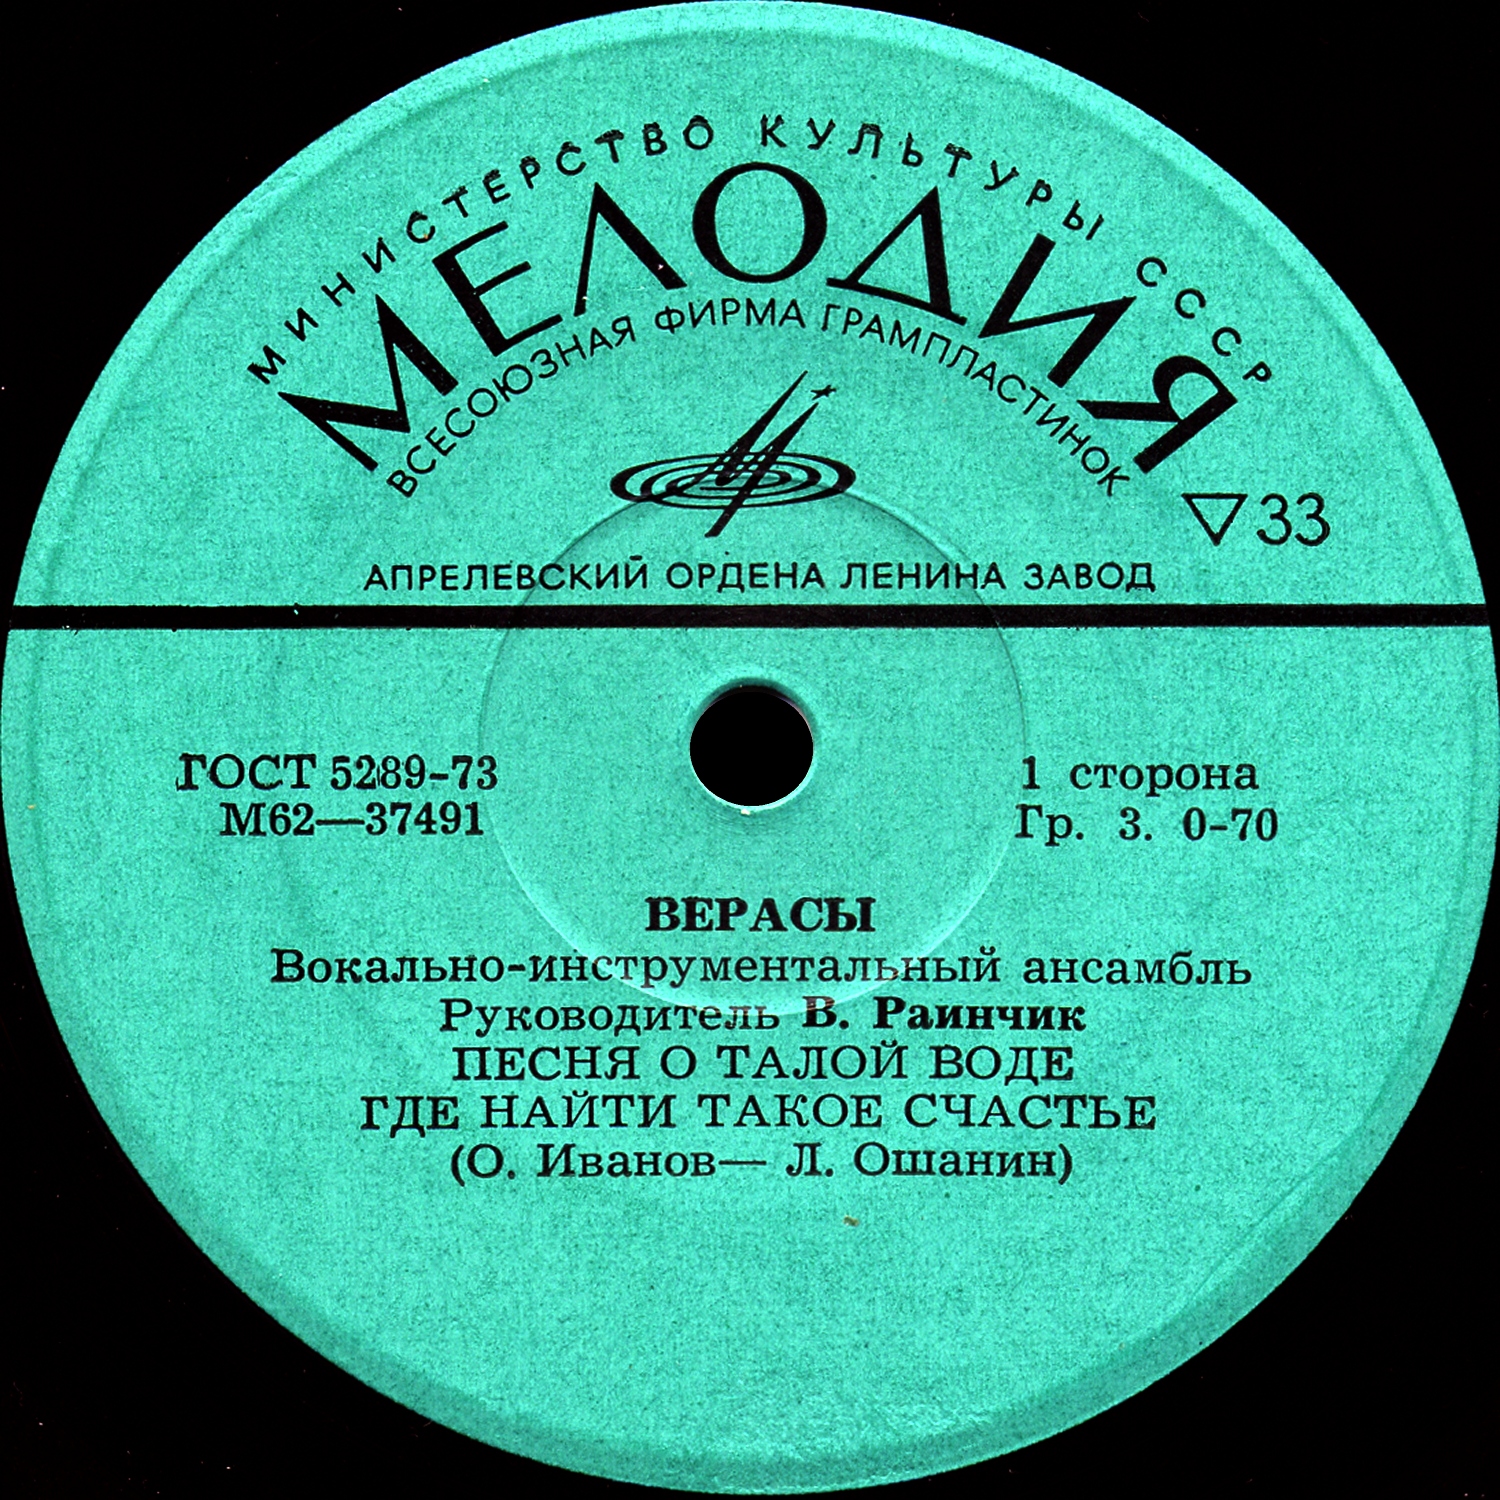 МИНИСТЕРСТВО КУЛЬТУРЫ СССР
МЕЛОДИЯ
ВСЕСОЮЗНАЯ ФИРМА ГРАМПЛАСТИНОК
33
АПРЕЛЕВСКИЙ ОРДЕНА ЛЕНИНА ЗАВОД
ГОСТ 5289-73
М62—37491
1 сторона
Гр. 3. 0-70
ВЕРАСЫ
Вокально-инструментальный ансамбль
Руководитель В. Раинчик
ПЕСНЯ О ТАЛОЙ ВОДЕ
ГДЕ НАЙТИ ТАКОЕ СЧАСТЬЕ
(О. Иванов— Л. Ошанин)